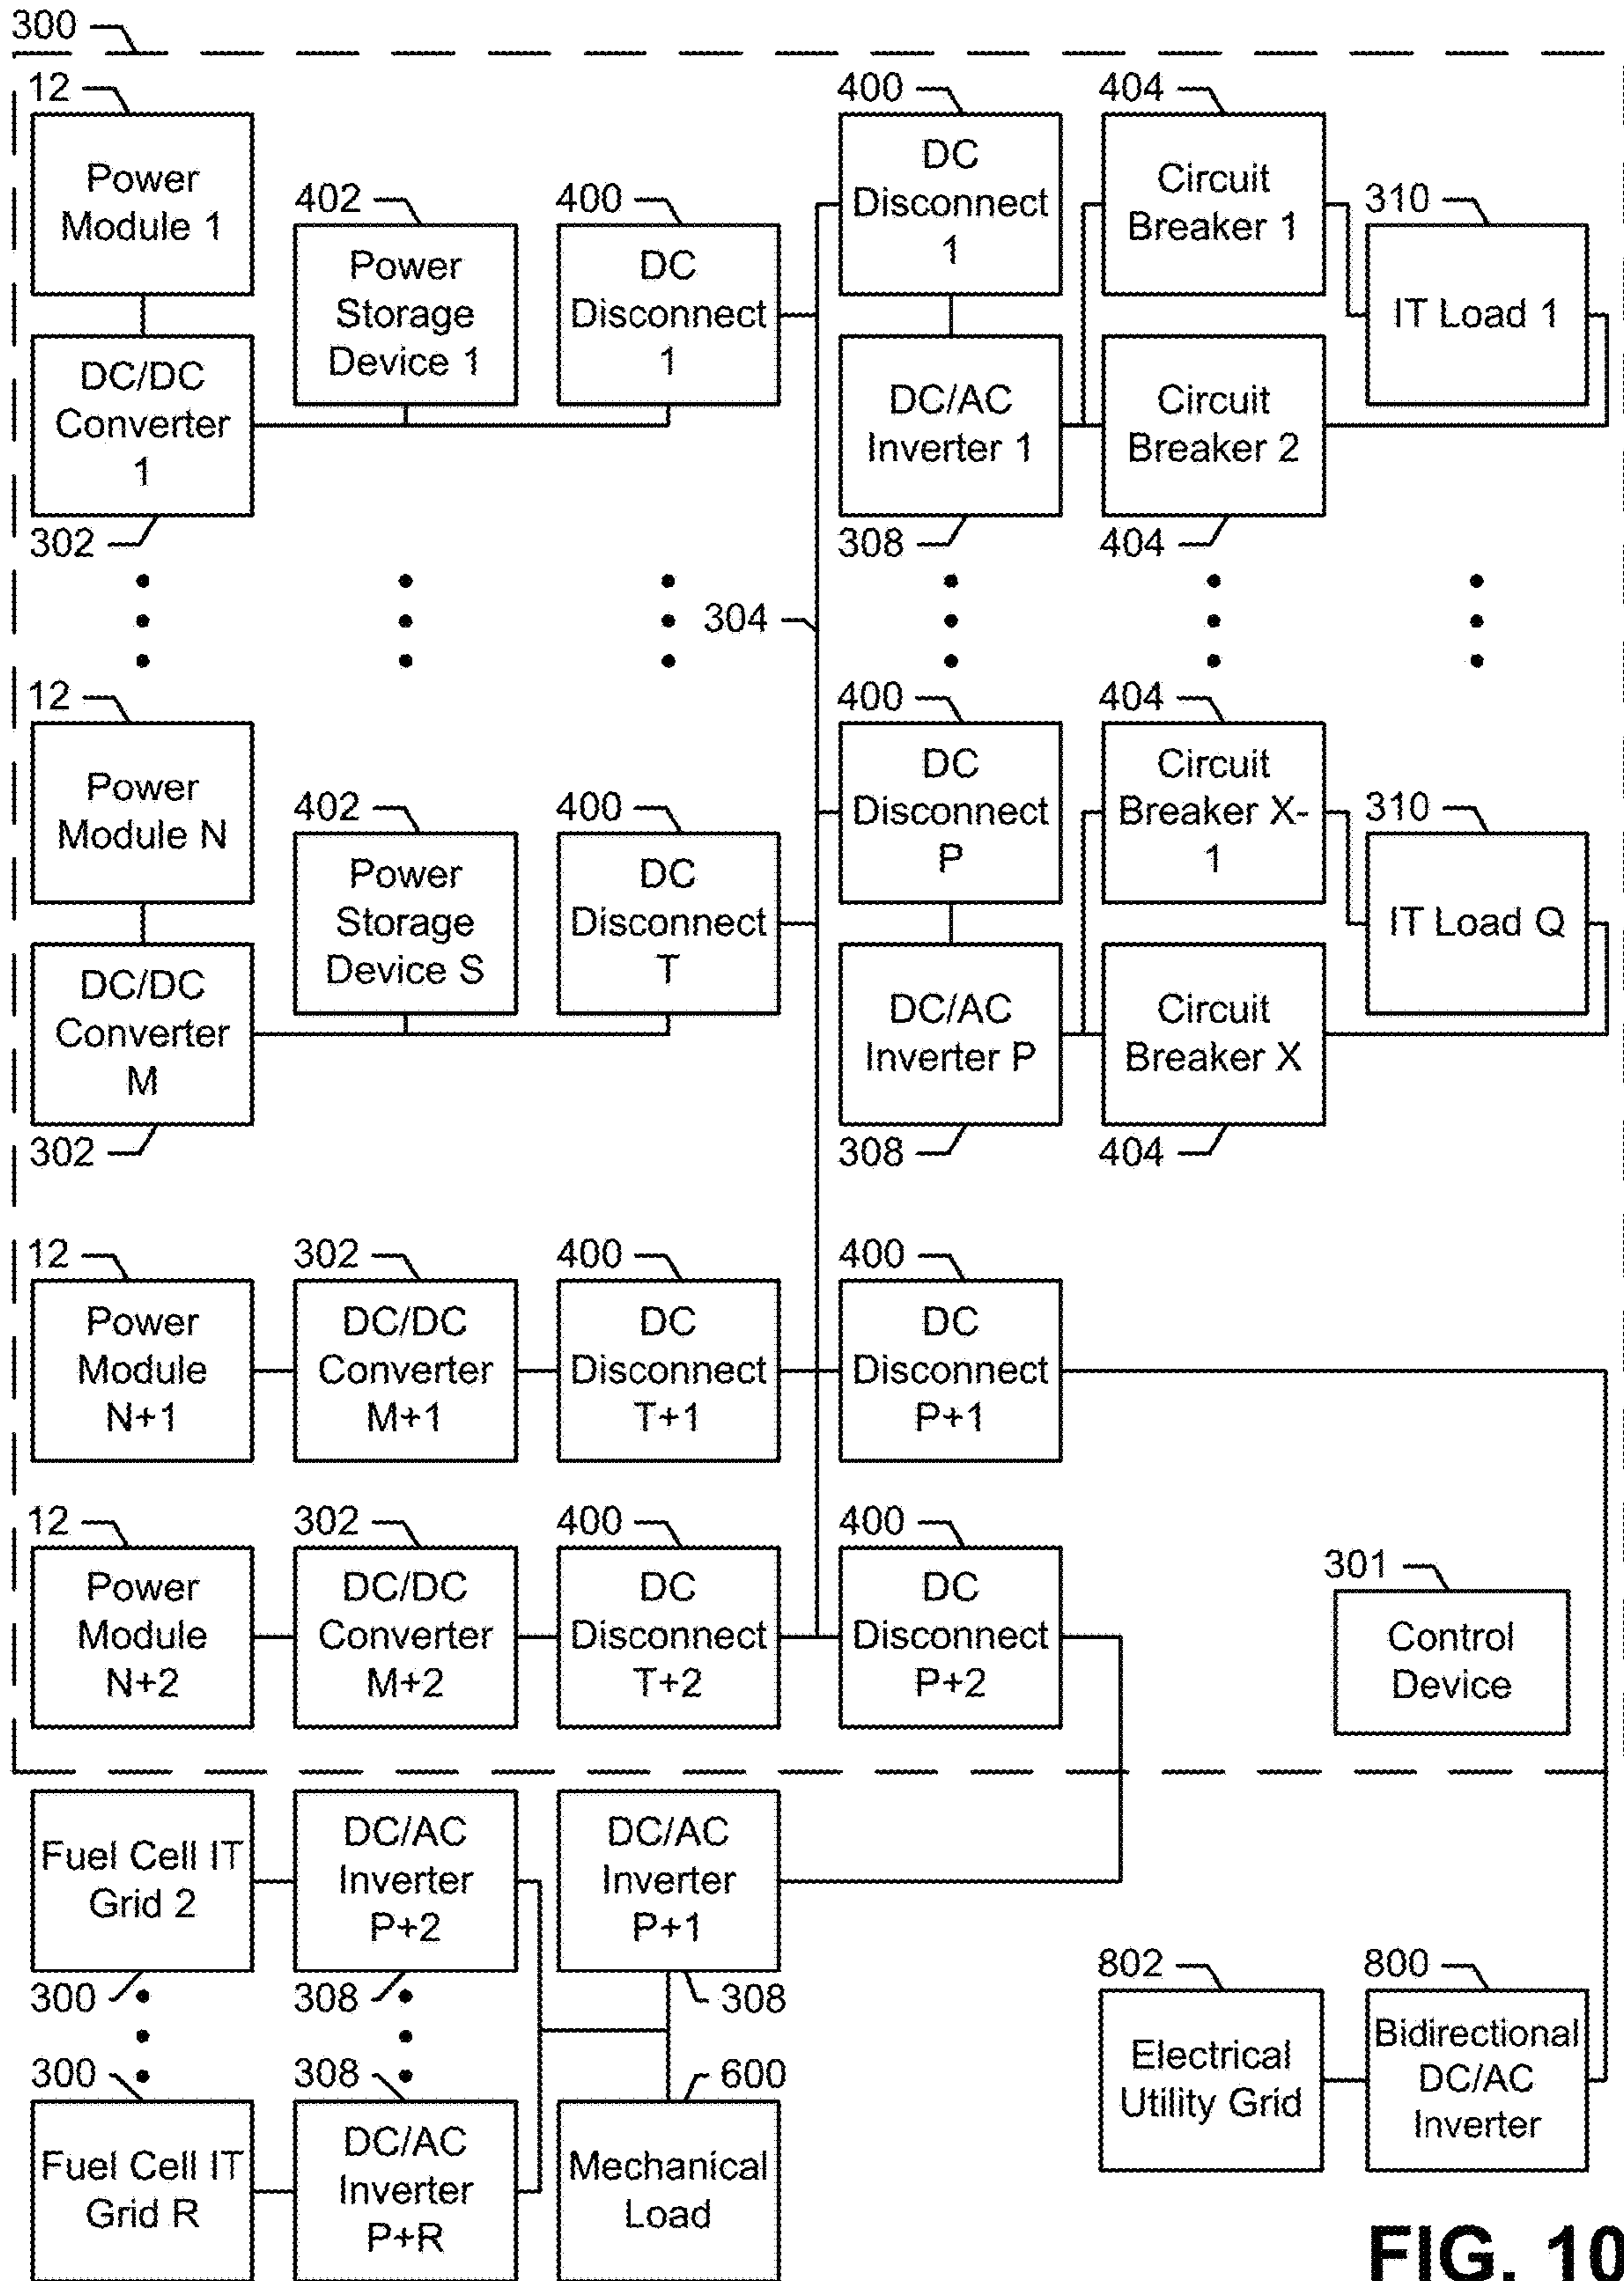 300
12
400
404
Power
Module 1
402
400
DC
Disconnect
1
Circuit
Breaker 1
310
Power
Storage
Device 1
DC
Disconnect
1
IT Load 1
DC/DC
Converter
1
DC/AC
Inverter 1
Circuit
Breaker 2
302
308
404
304
12
400
404
Power
Module N
402
400
DC
Disconnect
P
Circuit
Breaker X-
1
310
Power
Storage
Device S
DC
Disconnect
T
IT Load Q
DC/DC
Converter
M
DC/AC
Inverter P
Circuit
Breaker X
302
308
404
12
302
400
400
Power
Module
N+1
DC/DC
Converter
M+1
DC
Disconnect
T+1
DC
Disconnect
P+1
12
302
400
400
Power
Module
N+2
DC/DC
Converter
M+2
DC
Disconnect
T+2
DC
Disconnect
P+2
301
Control
Device
Fuel Cell IT
Grid 2
DC/AC
Inverter
P+2
DC/AC
Inverter
P+1
300
308
308
802
800
300
308
600
Electrical
Utility Grid
Bidirectional
DC/AC
Inverter
Fuel Cell IT
Grid R
DC/AC
Inverter
P+R
Mechanical
Load
FIG. 10